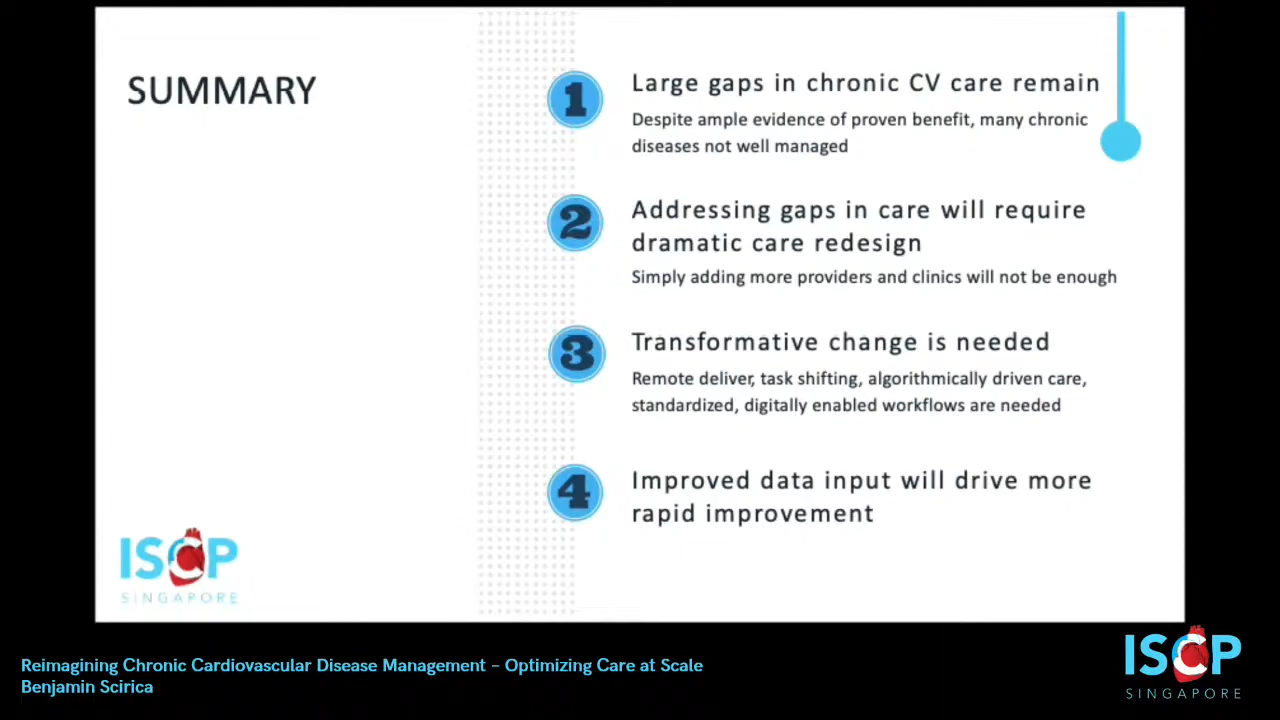 SUMMARY
1
Large gaps in chronic CV care remain
Despite ample evidence of proven benefit, many chronic
diseases not well managed
2
Addressing gaps in care will require
dramatic care redesign
Simply adding more providers and clinics will not be enough
3
Transformative change is needed
Remote deliver, task shifting, algorithmically driven care,
standardized, digitally enabled workflows are needed
4
Improved data input will drive more
rapid improvement
ISCP
SINGAPORE
Reimagining Chronic Cardiovascular Disease Management – Optimizing Care at Scale
Benjamin Scirica
ISCP
SINGAPORE